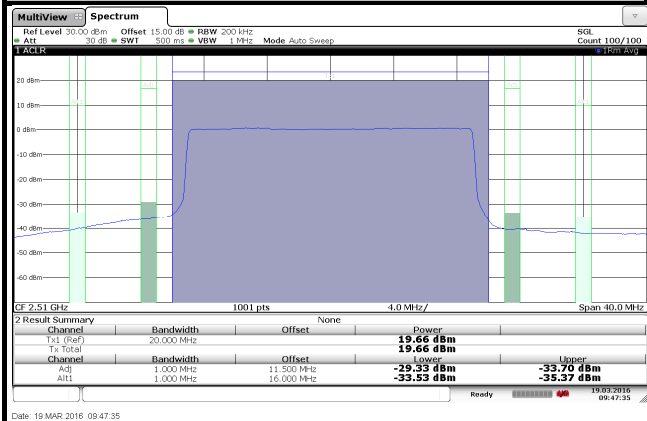 MultiView Spectrum
Ref Level 30.00 dBm Offset 15.00 dB RBW 200 kHz SGL
Att 30 dB SWT 500 ms VBW 1 MHz Mode Auto Sweep Count 100/100
1 ACLR 1Rm Avg
20 dBm
10 dBm
0 dBm
-10 dBm
-20 dBm
-30 dBm
-40 dBm
-50 dBm
-60 dBm
CF 2.51 GHz 1001 pts 4.0 MHz/ Span 40.0 MHz
2 Result Summary None
Channel Bandwidth Offset Power
Tx1 (Ref) 20.000 MHz 19.66 dBm
Tx Total 19.66 dBm
Channel Bandwidth Offset Lower Upper
Adj 1.000 MHz 11.500 MHz -29.33 dBm -33.70 dBm
Alt1 1.000 MHz 16.000 MHz -33.53 dBm -35.37 dBm
Ready 19.03.2016
09:47:35
Date: 19.MAR.2016 09:47:35